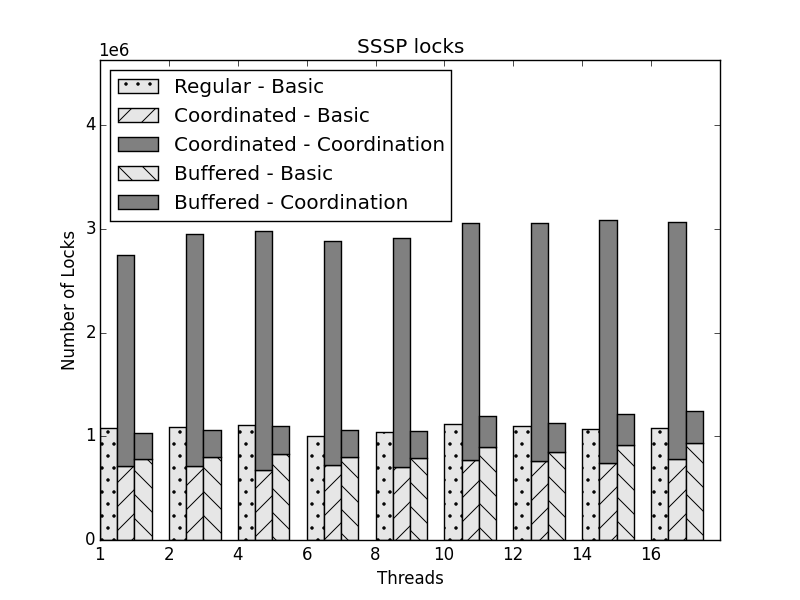 SSSP locks
1e6
Regular - Basic
Coordinated - Basic
Coordinated - Coordination
Buffered - Basic
Buffered - Coordination
4
3
2
1
0
Number of Locks
1 2 4 6 8 10 12 14 16
Threads